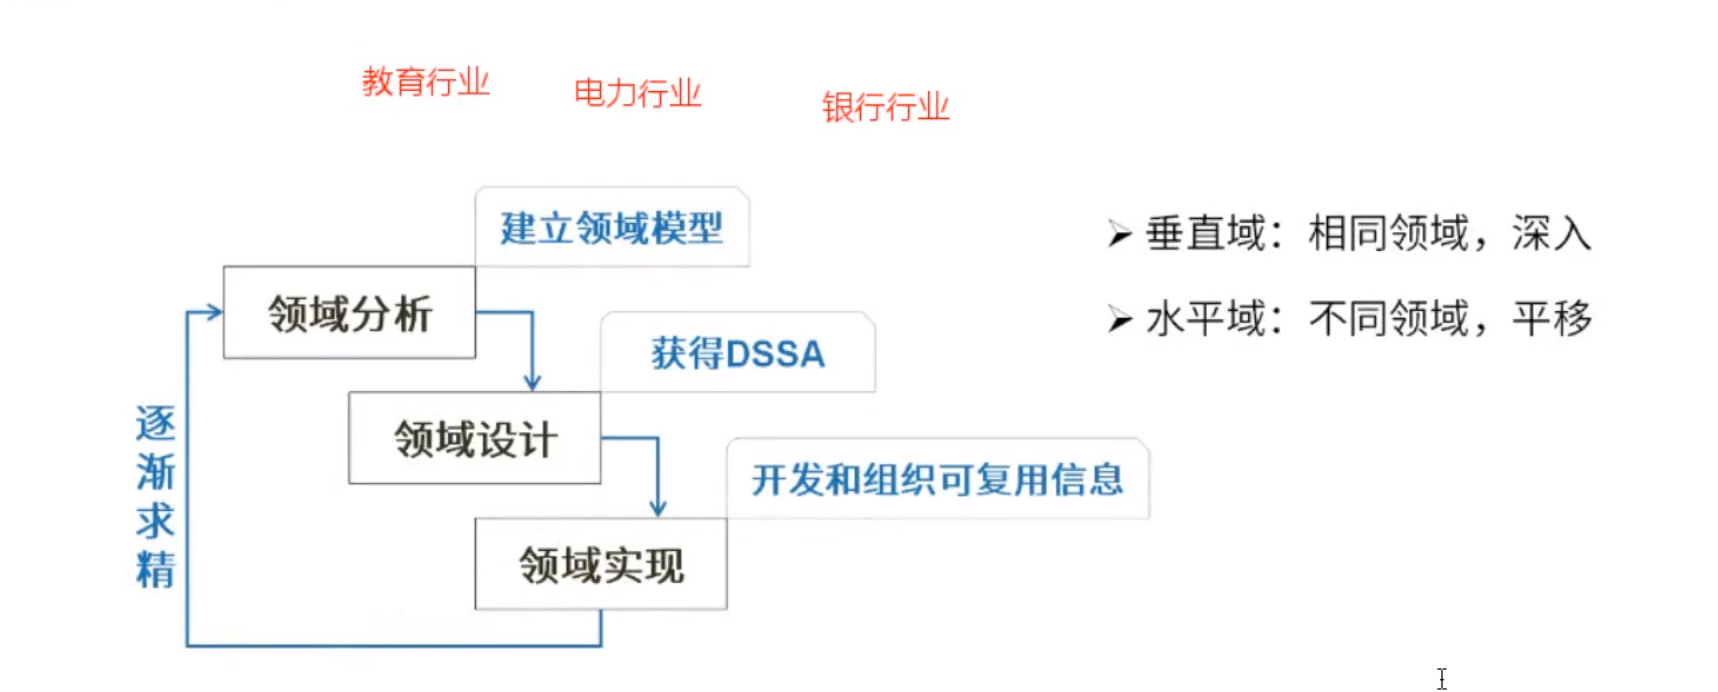 教育行业
电力行业
银行行业
建立领域模型
领域分析
获得DSSA
领域设计
开发和组织可复用信息
领域实现
逐渐求精
➢ 垂直域：相同领域，深入
➢ 水平域：不同领域，平移